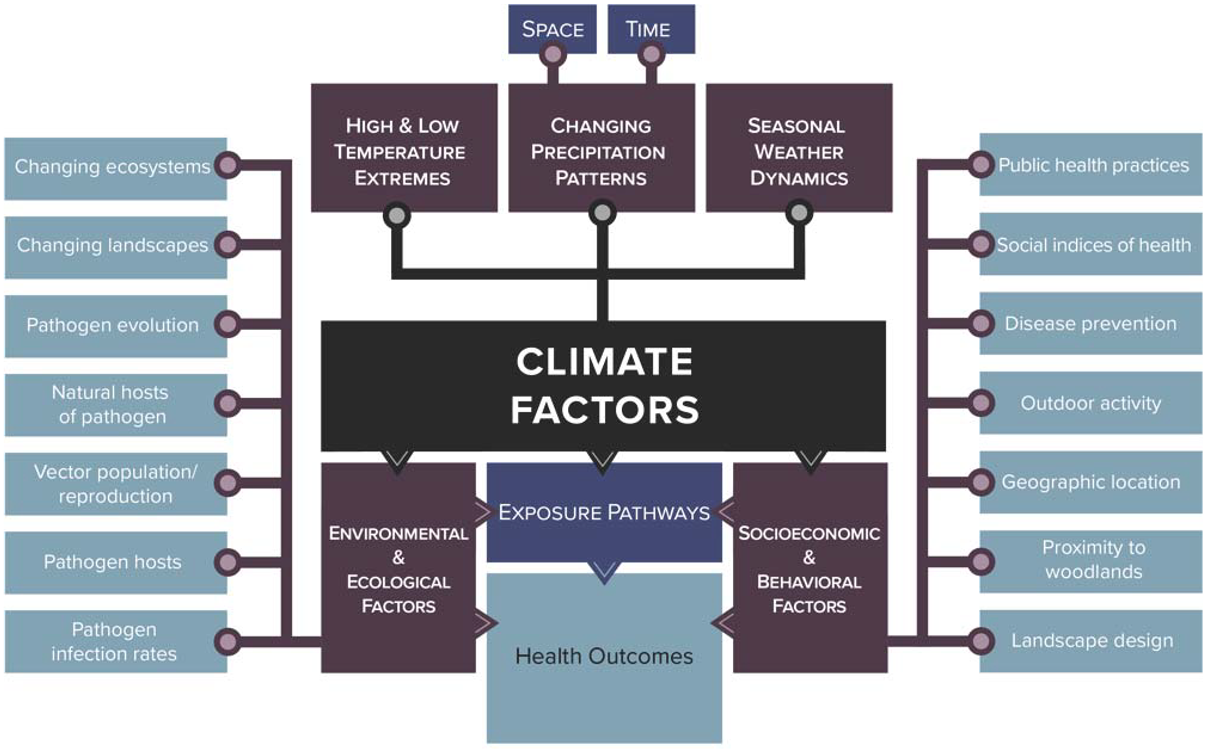 SPACE
TIME
HIGH & LOW
TEMPERATURE
EXTREMES
CHANGING
PRECIPITATION
PATTERNS
SEASONAL
WEATHER
DYNAMICS
Changing ecosystems
Changing landscapes
Pathogen evolution
Natural hosts
of pathogen
Vector population/
reproduction
Pathogen hosts
Pathogen
infection rates
CLIMATE
FACTORS
ENVIRONMENTAL
&
ECOLOGICAL
FACTORS
EXPOSURE PATHWAYS
Health Outcomes
SOCIOECONOMIC
&
BEHAVIORAL
FACTORS
Public health practices
Social indices of health
Disease prevention
Outdoor activity
Geographic location
Proximity to
woodlands
Landscape design